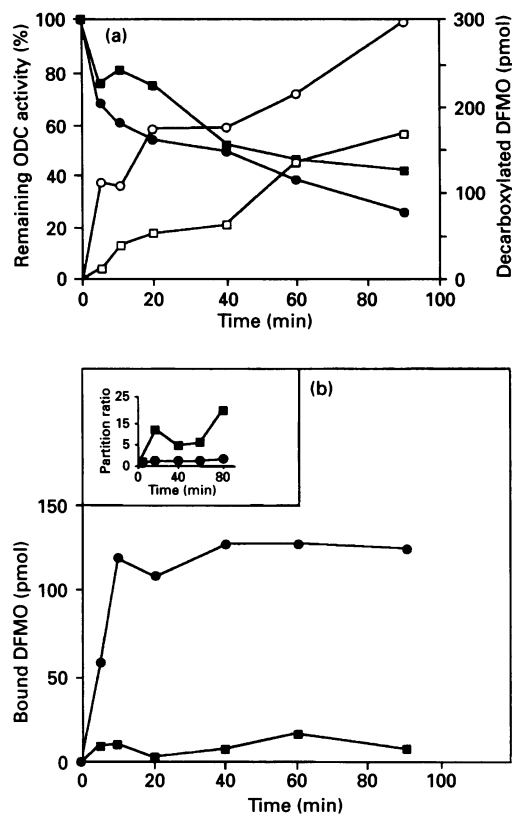 (a)
Remaining ODC activity (%)
100
80
60
40
20
0
Decarboxylated DFMO (pmol)
300
200
100
0
0 20 40 60 80 100
Time (min)
(b)
Partition ratio
25
15
5
0
0 40 80
Time (min)
Bound DFMO (pmol)
150
100
50
0
0 20 40 60 80 100
Time (min)